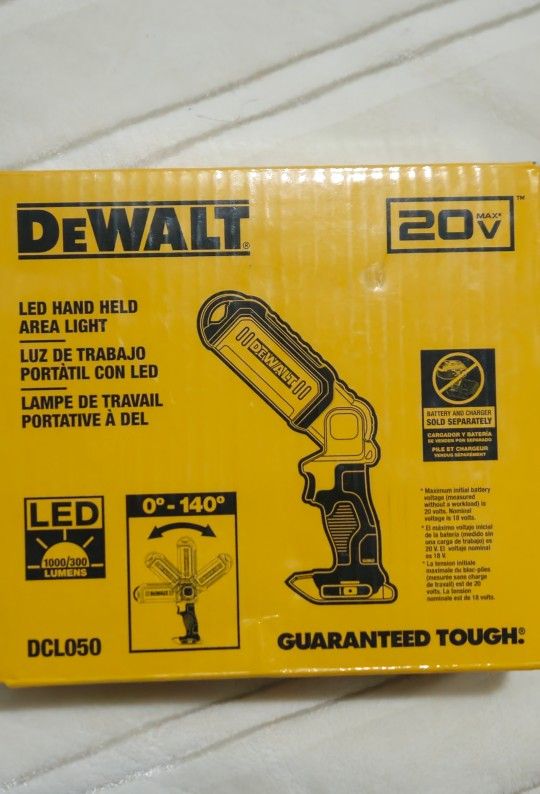 DEWALT®
20V MAX*™
LED HAND HELD
AREA LIGHT
LUZ DE TRABAJO
PORTÀTIL CON LED
LAMPE DE TRAVAIL
PORTATIVE À DEL
DEWALT
BATTERY AND CHARGER
SOLD SEPARATELY
CARGADOR Y BATERÍA
SE VENDEN POR SEPARADO
PILE ET CHARGEUR
VENDUS SÉPARÉMENT
* Maximum initial battery
voltage (measured
without a workload) is
20 volts. Nominal
voltage is 18 volts.
* El máximo voltaje inicial
de la batería (medido sin
una carga de trabajo) es
20 V. El voltaje nominal
es 18 V.
* La tension initiale
maximale du bloc-piles
(mesurée sans charge
de travail) est de 20
volts. La tension
nominale est de 18 volts.
LED
1000/300
LUMENS
0º - 140º
DEWALT
DCL050
GUARANTEED TOUGH.®